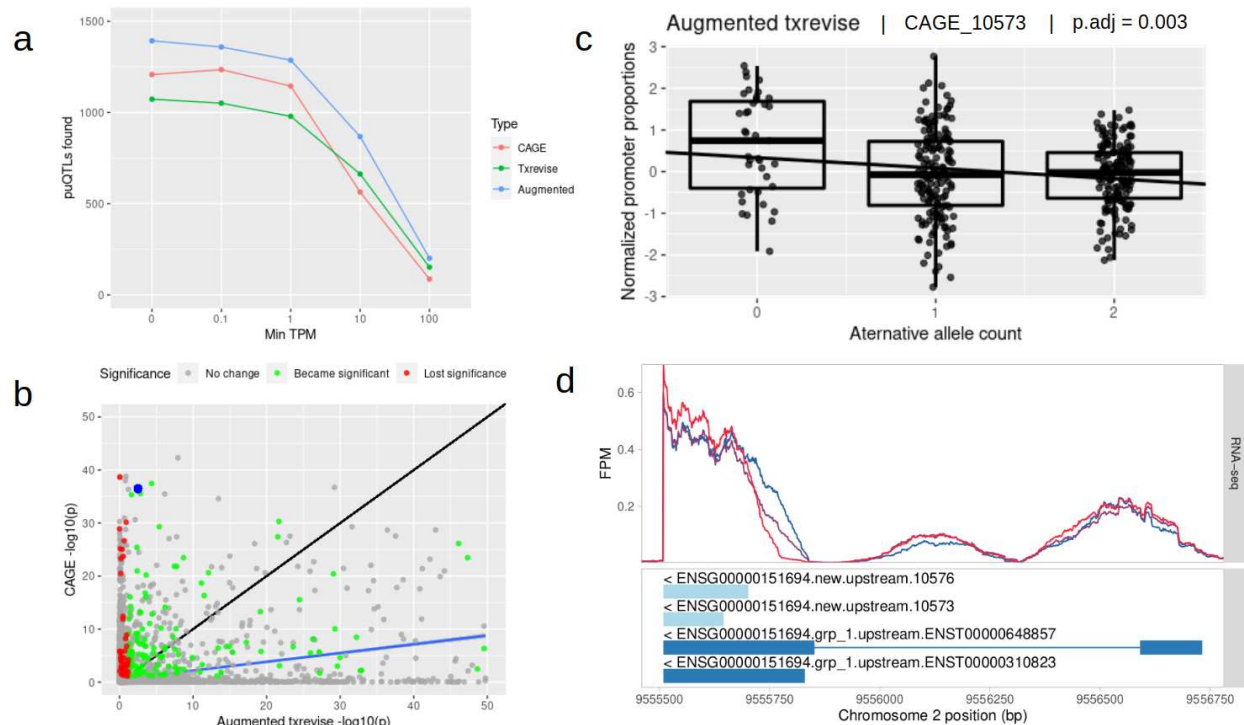 a
1500
1000
500
0
puQTLs found
0
0.1
1
10
100
Min TPM
Type
CAGE
Txrevise
Augmented
b
Significance No change Became significant Lost significance
50
40
30
20
10
0
CAGE -log10(p)
0
10
20
30
40
50
Augmented txrevise -log10(p)
c
Augmented txrevise | CAGE_10573 | p.adj = 0.003
3
2
1
0
-1
-2
-3
Normalized promoter proportions
0
1
2
Aternative allele count
d
0.6
0.4
0.2
FPM
RNA-seq
< ENSG00000151694.new.upstream.10576
< ENSG00000151694.new.upstream.10573
< ENSG00000151694.grp_1.upstream.ENST00000648857
< ENSG00000151694.grp_1.upstream.ENST00000310823
9555500
9555750
9556000
9556250
9556500
9556750
Chromosome 2 position (bp)